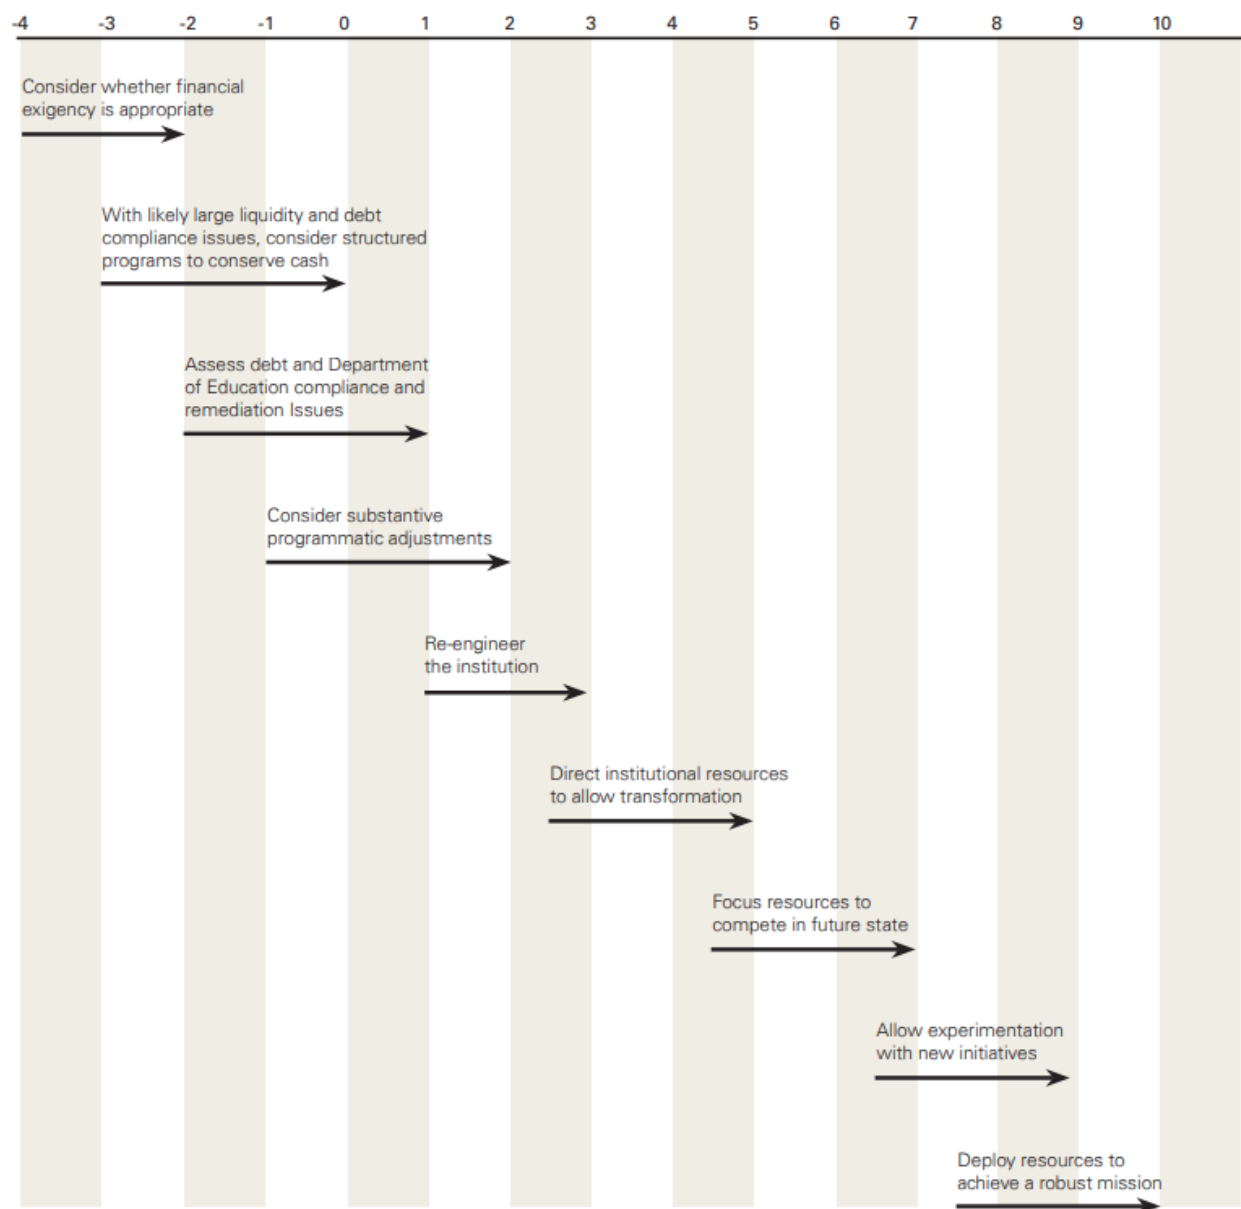 -4 -3 -2 -1 0 1 2 3 4 5 6 7 8 9 10
Consider whether financial
exigency is appropriate
With likely large liquidity and debt
compliance issues, consider structured
programs to conserve cash
Assess debt and Department
of Education compliance and
remediation Issues
Consider substantive
programmatic adjustments
Re-engineer
the institution
Direct institutional resources
to allow transformation
Focus resources to
compete in future state
Allow experimentation
with new initiatives
Deploy resources to
achieve a robust mission